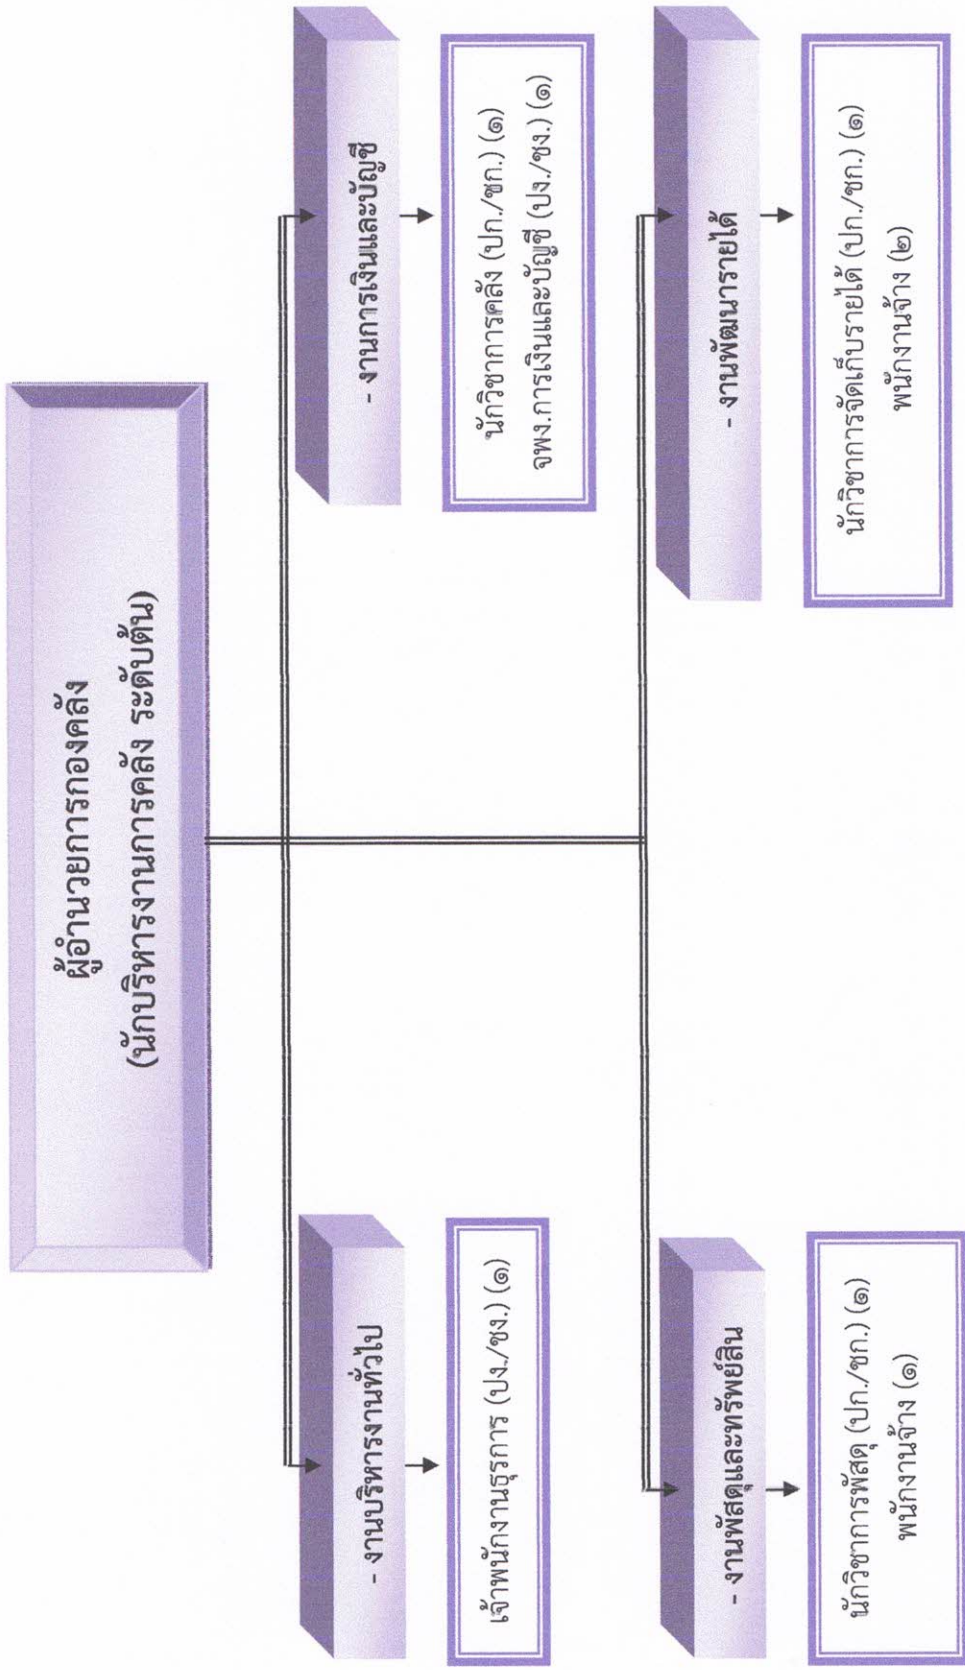 ผู้อำนวยการกองคลัง
(นักบริหารงานการคลัง ระดับต้น)
- งานบริหารงานทั่วไป
เจ้าพนักงานธุรการ (ปง./ชง.) (๑)
- งานการเงินและบัญชี
นักวิชาการคลัง (ปก./ชก.) (๑)
จพง.การเงินและบัญชี (ปง./ชง.) (๑)
- งานพัสดุและทรัพย์สิน
นักวิชาการพัสดุ (ปก./ชก.) (๑)
พนักงานจ้าง (๑)
- งานพัฒนารายได้
นักวิชาการจัดเก็บรายได้ (ปก./ชก.) (๑)
พนักงานจ้าง (๒)